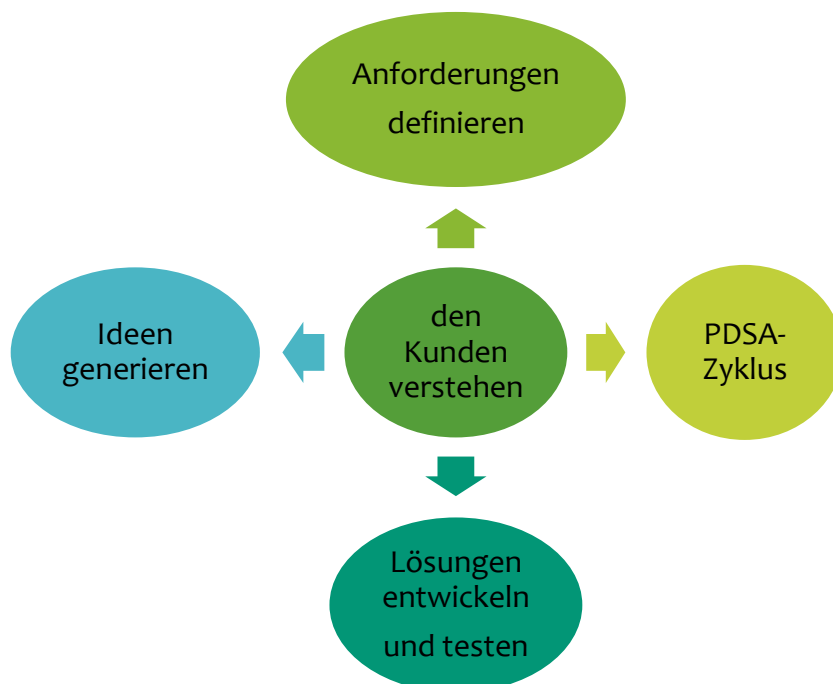 Anforderungen
definieren
Ideen
generieren
den
Kunden
verstehen
PDSA-
Zyklus
Lösungen
entwickeln
und testen